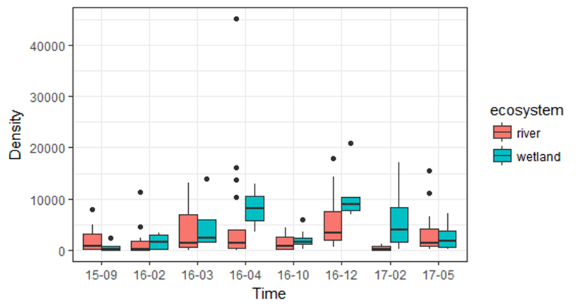 40000
30000
20000
10000
0
Density
15-09 16-02 16-03 16-04 16-10 16-12 17-02 17-05
Time
ecosystem
river
wetland